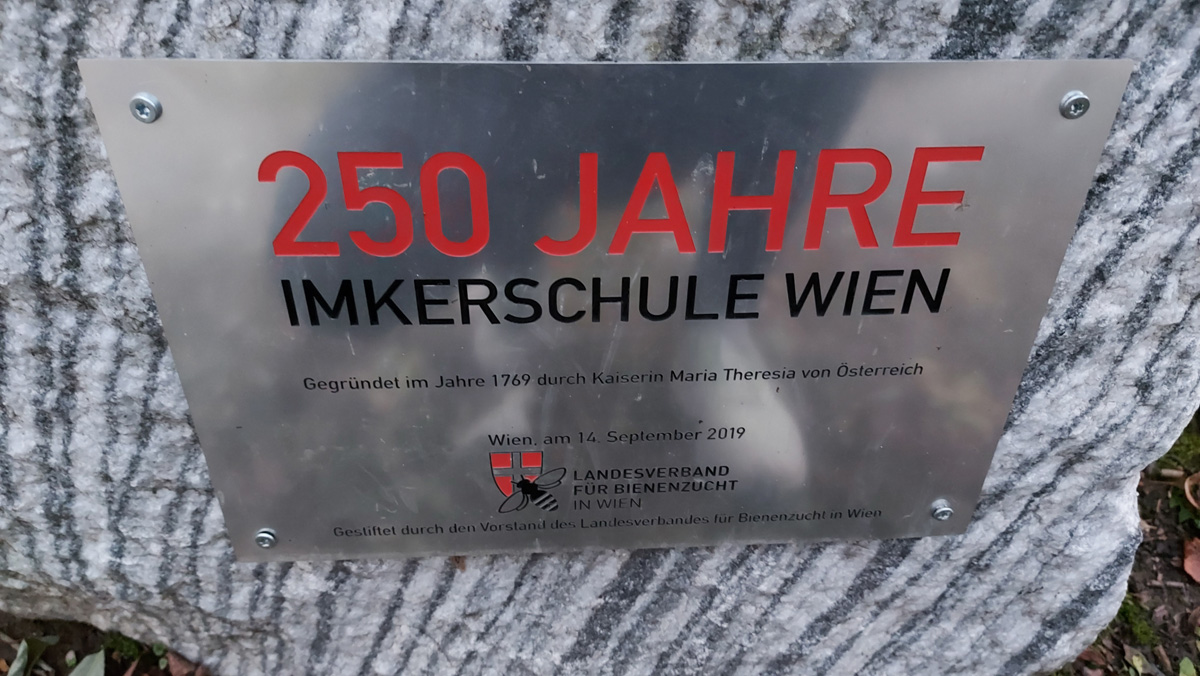 250 JAHRE
IMKERSCHULE WIEN
Gegründet im Jahre 1769 durch Kaiserin Maria Theresia von Österreich
Wien, am 14. September 2019
LANDESVERBAND
FÜR BIENENZUCHT
IN WIEN
Gestiftet durch den Vorstand des Landesverbandes für Bienenzucht in Wien